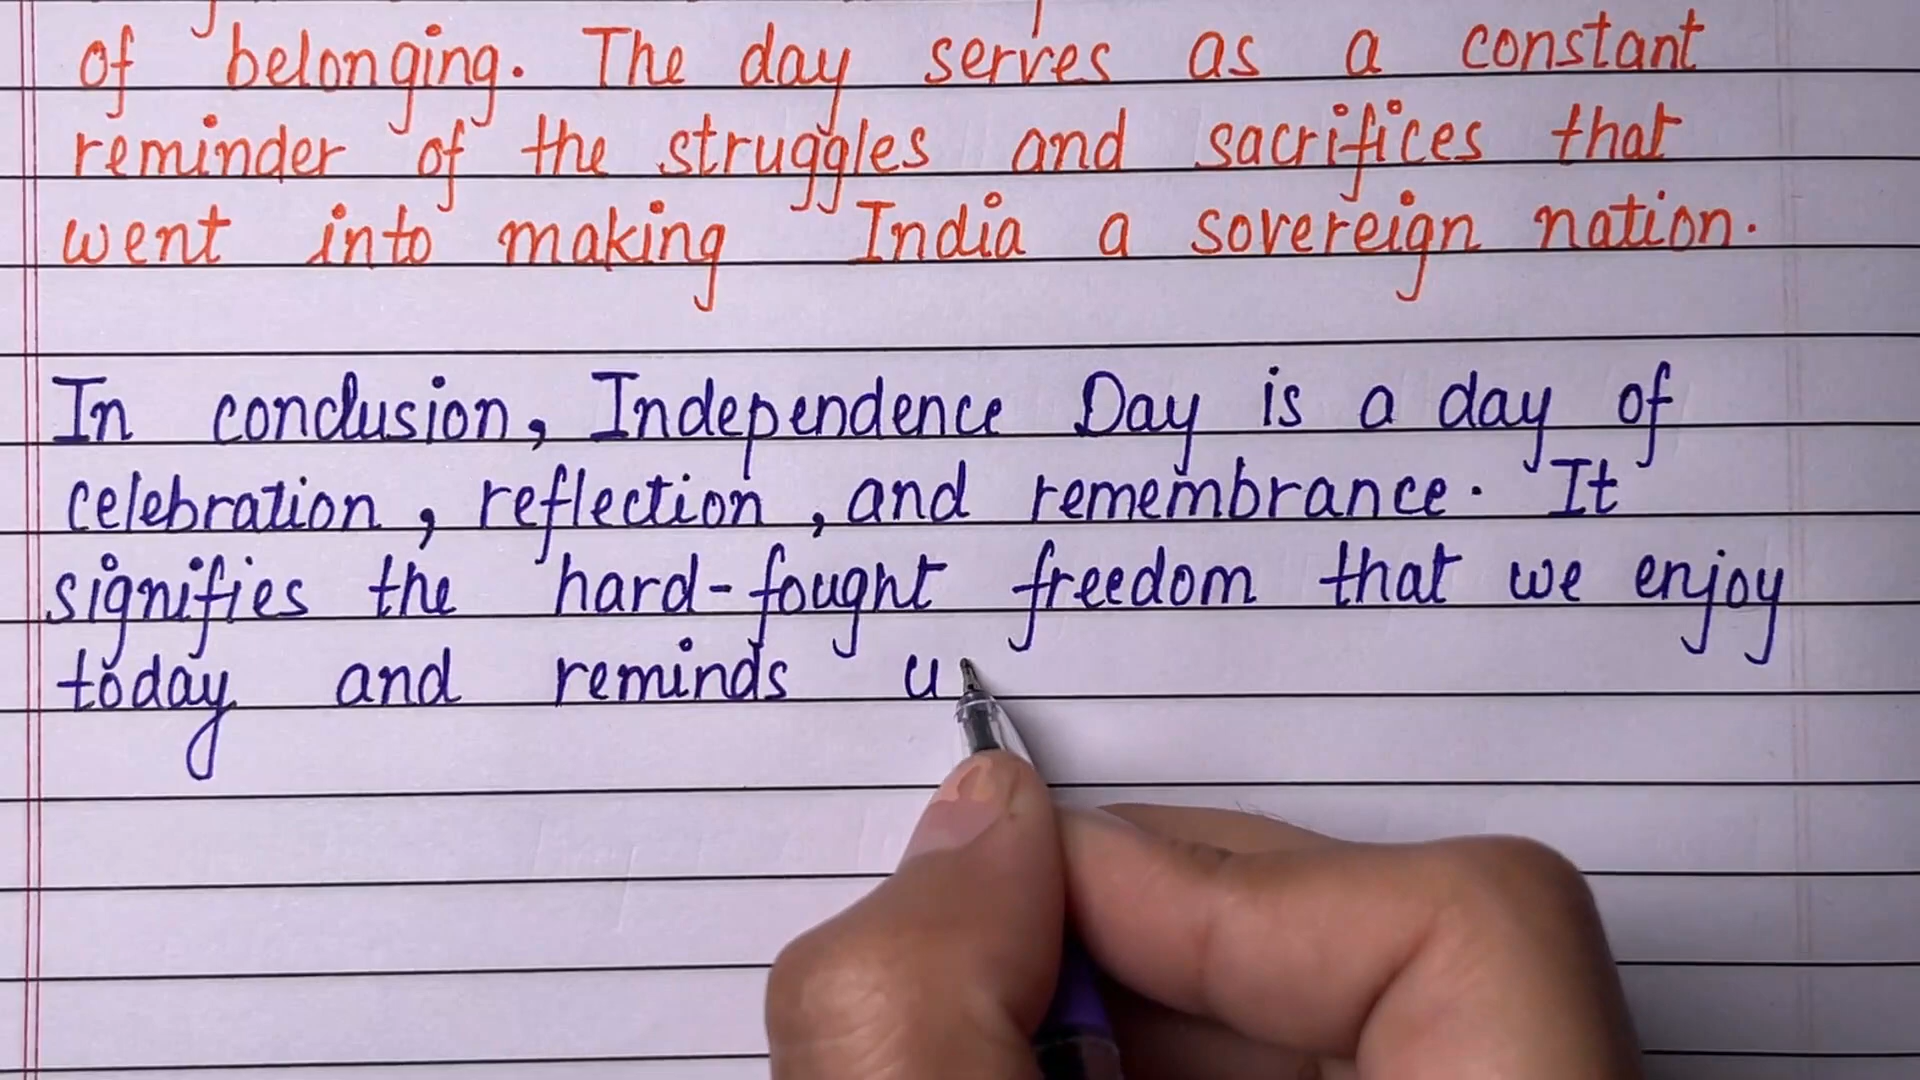 of belonging. The day serves as a constant
reminder of the struggles and sacrifices that
went into making India a sovereign nation.
In conclusion, Independence Day is a day of
celebration, reflection, and remembrance. It
signifies the hard-fought freedom that we enjoy
today and reminds u